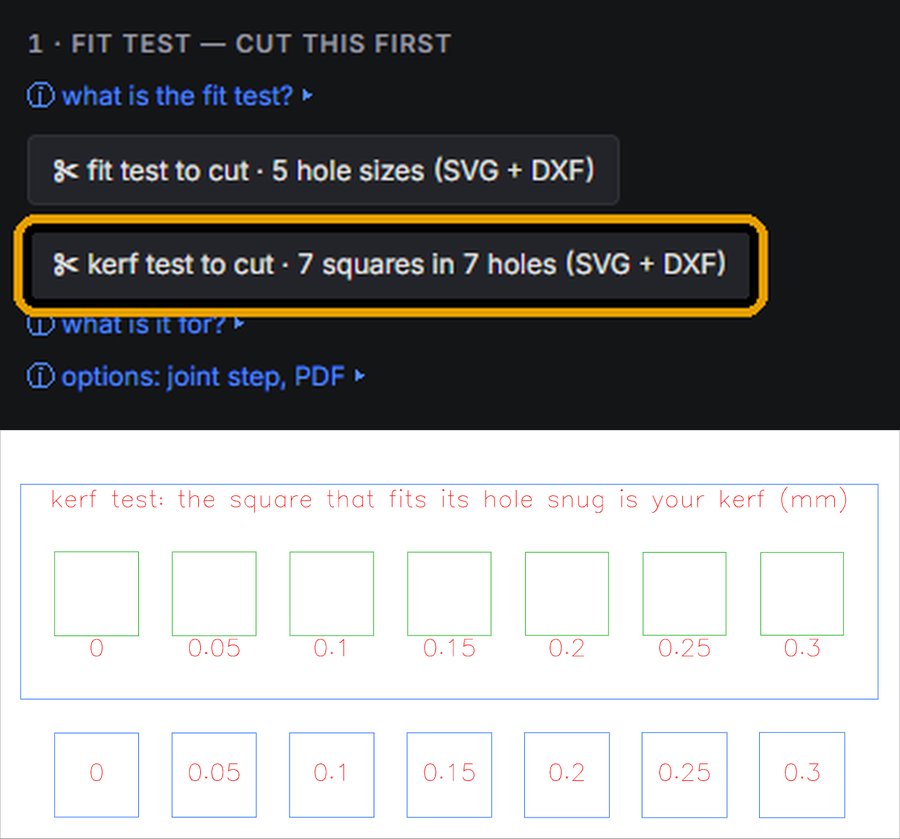 1 · FIT TEST — CUT THIS FIRST
ⓘ what is the fit test? ▸
✂ fit test to cut · 5 hole sizes (SVG + DXF)
✂ kerf test to cut · 7 squares in 7 holes (SVG + DXF)
ⓘ what is it for? ▸
ⓘ options: joint step, PDF ▸
kerf test: the square that fits its hole snug is your kerf (mm)
0 0.05 0.1 0.15 0.2 0.25 0.3
0 0.05 0.1 0.15 0.2 0.25 0.3